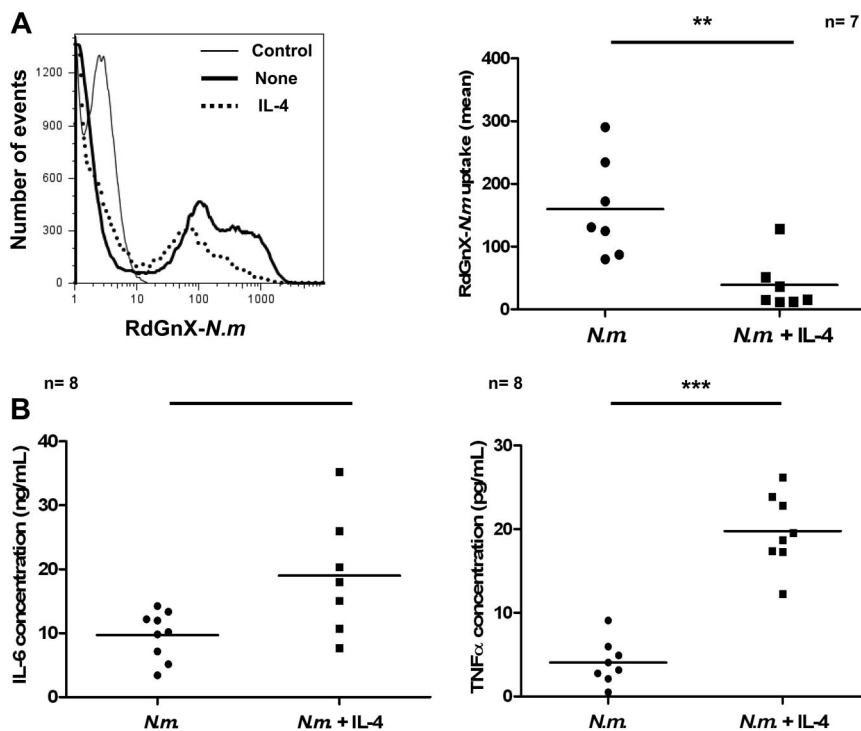 A
Control
None
IL-4
Number of events
1200
900
600
300
0
1
10
100
1000
RdGnX-N.m
**
n= 7
RdGnX-N.m uptake (mean)
400
300
200
100
0
N.m.
N.m. + IL-4
B
n= 8
IL-6 concentration (ng/mL)
40
30
20
10
0
N.m.
N.m. + IL-4
n= 8
***
TNFα concentration (pg/mL)
30
20
10
0
N.m.
N.m. + IL-4